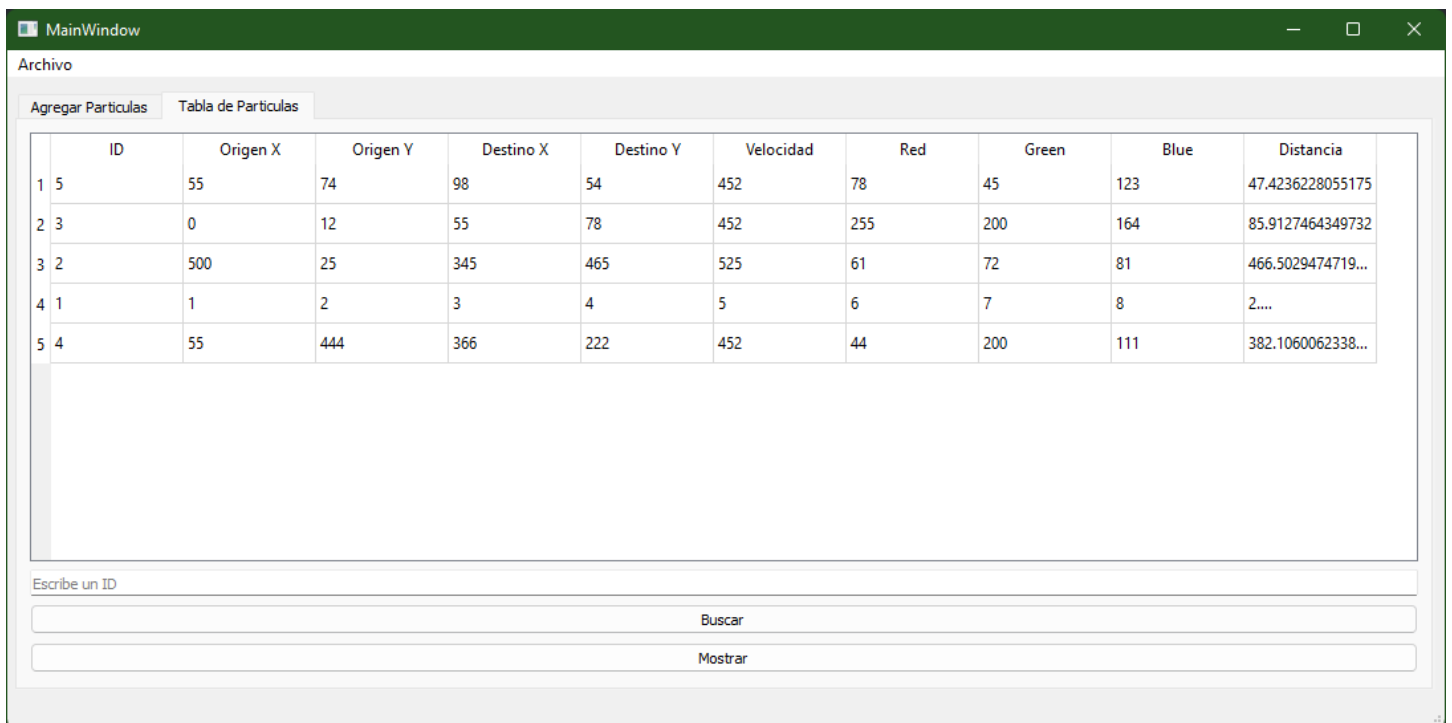 MainWindow
Archivo
Agregar Particulas Tabla de Particulas
ID Origen X Origen Y Destino X Destino Y Velocidad Red Green Blue Distancia
1 5 55 74 98 54 452 78 45 123 47.4236228055175
2 3 0 12 55 78 452 255 200 164 85.9127464349732
3 2 500 25 345 465 525 61 72 81 466.5029474719...
4 1 1 2 3 4 5 6 7 8 2....
5 4 55 444 366 222 452 44 200 111 382.1060062338...
Escribe un ID
Buscar
Mostrar